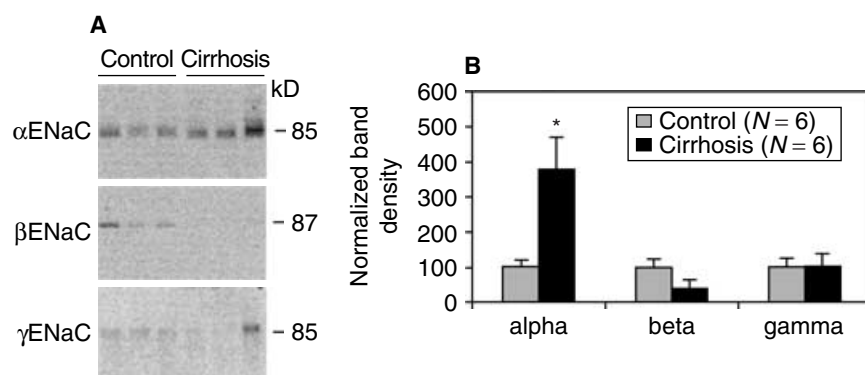 A
Control Cirrhosis
kD
αENaC
85
βENaC
87
γENaC
85
B
Normalized band
density
600
500
400
300
200
100
0
*
Control (N = 6)
Cirrhosis (N = 6)
alpha beta gamma